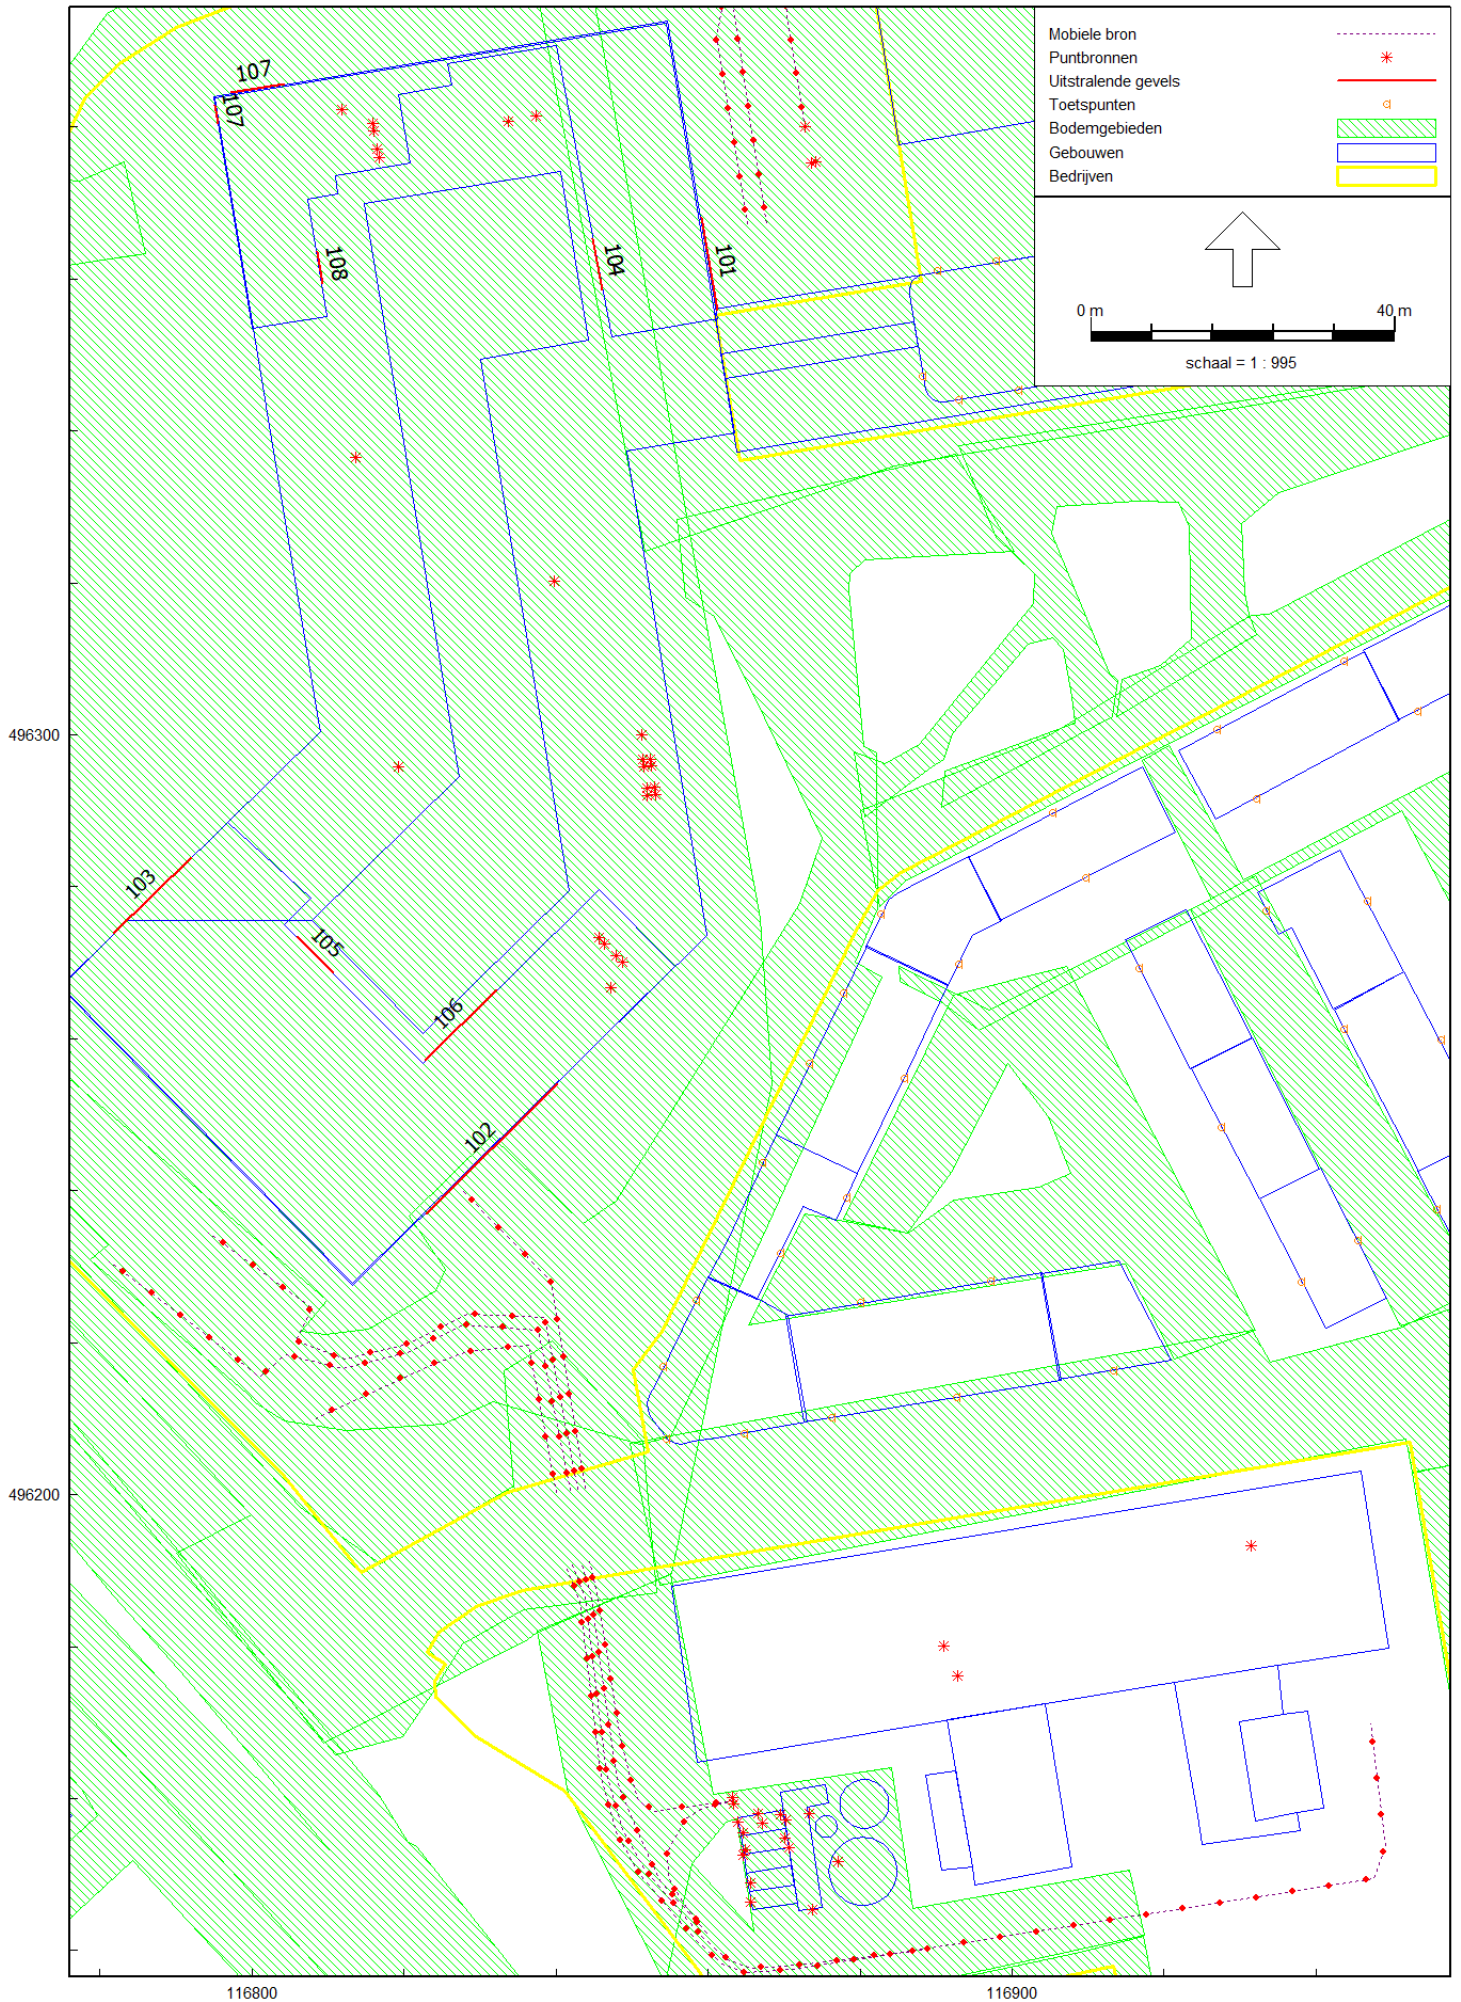 Mobiele bron
Puntbronnen
Uitstralende gevels
Toetspunten
Bodemgebieden
Gebouwen
Bedrijven
0 m 40 m
schaal = 1 : 995
107
107
108
104
101
496300
103
105
106
102
496200
116800 116900